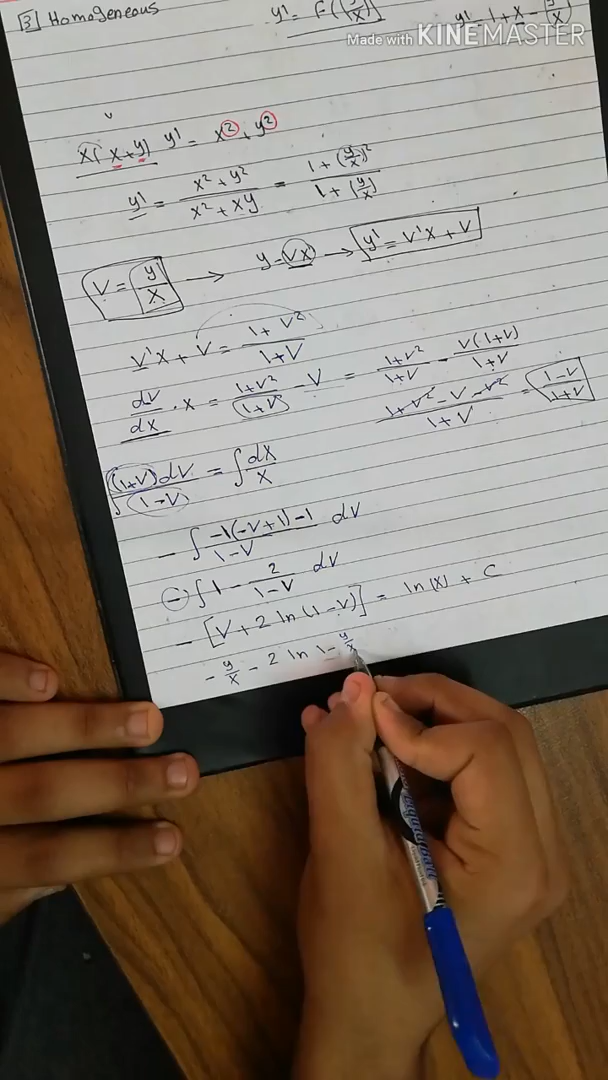 [3] Homogeneous y' = F((y/x)) y' = 1 + x - (y/x)
Made with KINEMASTER
x(x+y) y' = x² + y²
y' = (x² + y²)/(x² + xy) = (1 + (y/x)²)/(1 + (y/x))
V = y/x → y = Vx → y' = V'x + V
V'x + V = (1 + V²)/(1 + V)
dV/dx · x = (1+V²)/(1+V) - V = (1+V²)/(1+V) - V(1+V)/(1+V)
(1+V² - V - V²)/(1+V) = (1-V)/(1+V)
∫ (1+V)dV/(1-V) = ∫ dx/x
- ∫ (-1(-V+1)-1)/(1-V) dV
- ∫ 1 - 2/(1-V) dV
- [V + 2 ln(1-V)] = ln(x) + C
- y/x - 2 ln 1 - y/x